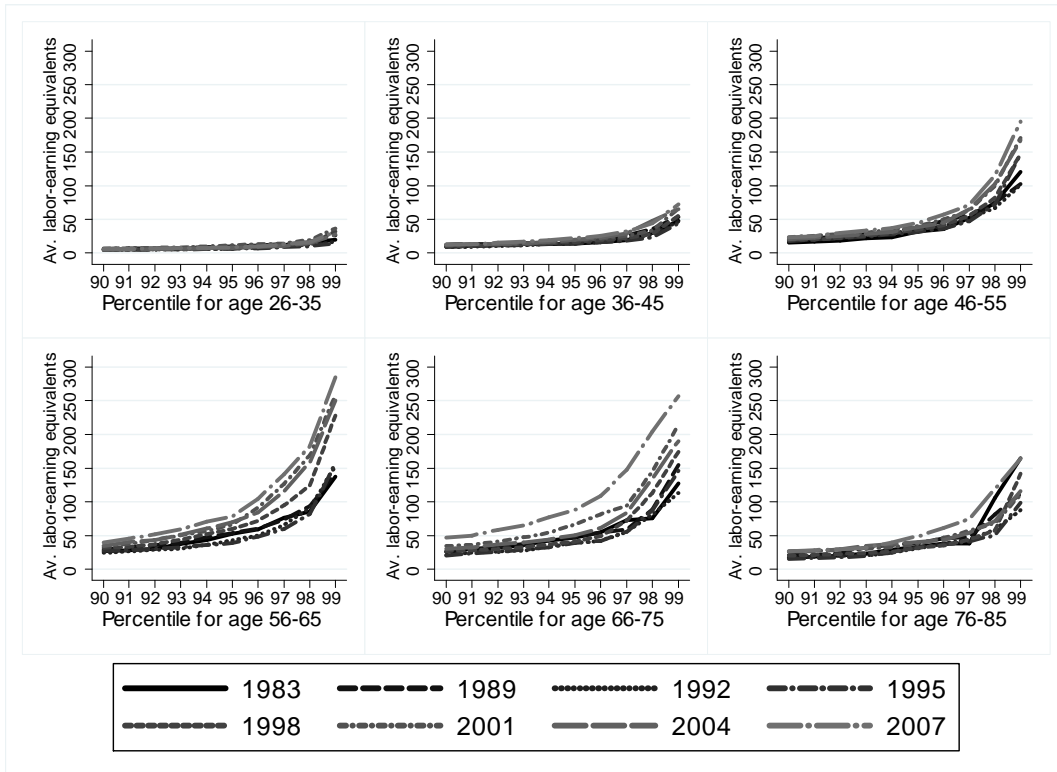 Av. labor-earning equivalents
0 50 100 150 200 250 300
90 91 92 93 94 95 96 97 98 99
Percentile for age 26-35
Av. labor-earning equivalents
0 50 100 150 200 250 300
90 91 92 93 94 95 96 97 98 99
Percentile for age 36-45
Av. labor-earning equivalents
0 50 100 150 200 250 300
90 91 92 93 94 95 96 97 98 99
Percentile for age 46-55
Av. labor-earning equivalents
0 50 100 150 200 250 300
90 91 92 93 94 95 96 97 98 99
Percentile for age 56-65
Av. labor-earning equivalents
0 50 100 150 200 250 300
90 91 92 93 94 95 96 97 98 99
Percentile for age 66-75
Av. labor-earning equivalents
0 50 100 150 200 250 300
90 91 92 93 94 95 96 97 98 99
Percentile for age 76-85
1983 1989 1992 1995
1998 2001 2004 2007